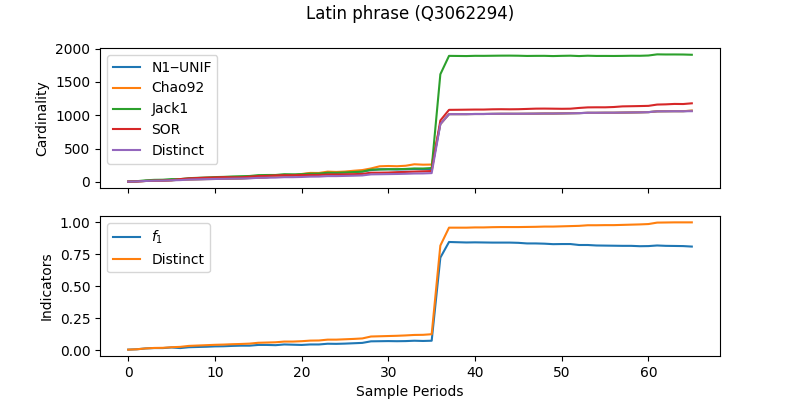 Latin phrase (Q3062294)
Cardinality
2000
1500
1000
500
0
N1−UNIF
Chao92
Jack1
SOR
Distinct
Indicators
1.00
0.75
0.50
0.25
0.00
f1
Distinct
0 10 20 30 40 50 60
Sample Periods